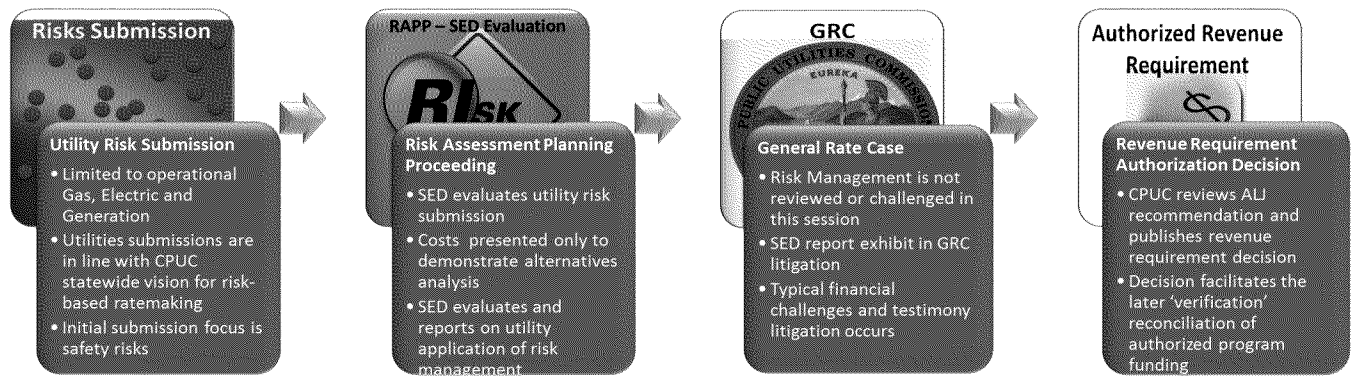 Risks Submission
Utility Risk Submission
• Limited to operational
Gas, Electric and
Generation
• Utilities submissions are
in line with CPUC
statewide vision for risk-
based ratemaking
• Initial submission focus is
safety risks
RAPP – SED Evaluation
RISK
Risk Assessment Planning
Proceeding
• SED evaluates utility risk
submission
• Costs presented only to
demonstrate alternatives
analysis
• SED evaluates and
reports on utility
application of risk
management
GRC
PUBLIC UTILITIES COMMISSION
EUREKA
General Rate Case
• Risk Management is not
reviewed or challenged in
this session
• SED report exhibit in GRC
litigation
• Typical financial
challenges and testimony
litigation occurs
Authorized Revenue
Requirement
$
Revenue Requirement
Authorization Decision
• CPUC reviews ALJ
recommendation and
publishes revenue
requirement decision
• Decision facilitates the
later ‘verification’
reconciliation of
authorized program
funding